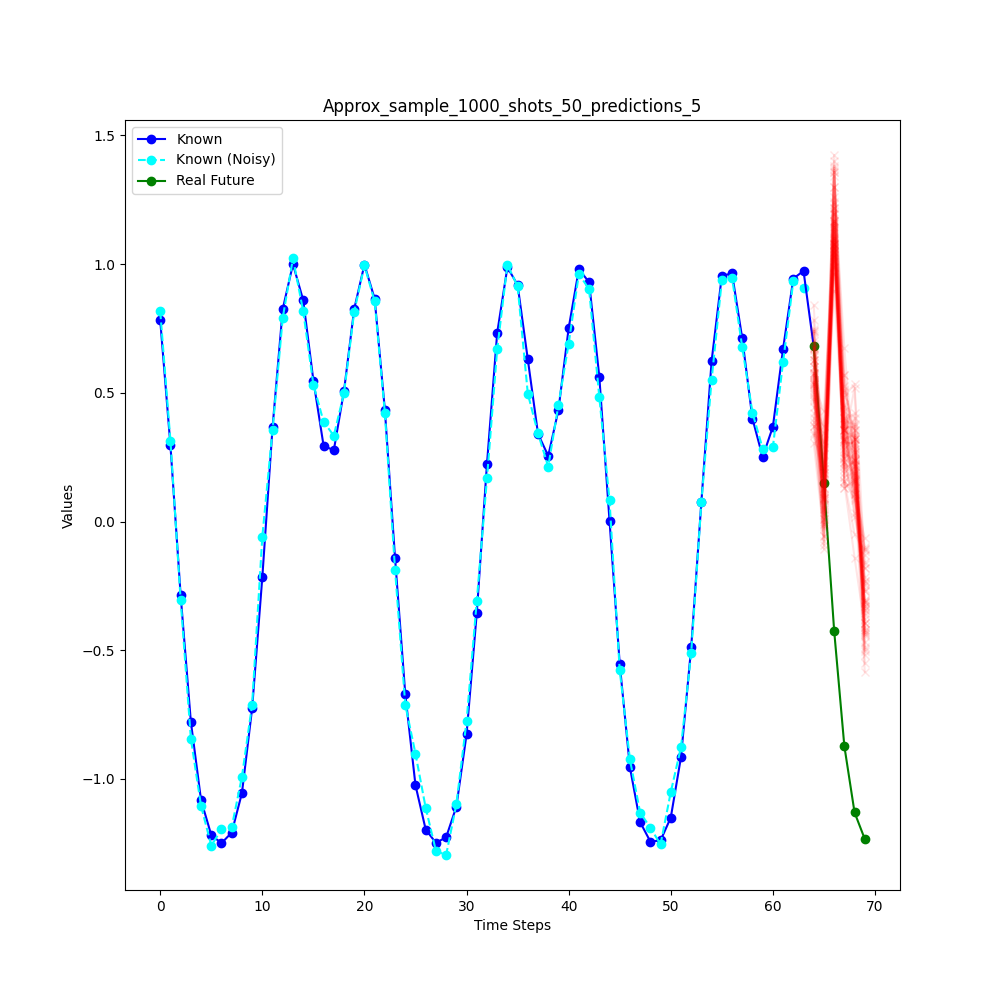 Approx_sample_1000_shots_50_predictions_5
Known
Known (Noisy)
Real Future
1.5
1.0
0.5
0.0
−0.5
−1.0
Values
0 10 20 30 40 50 60 70
Time Steps